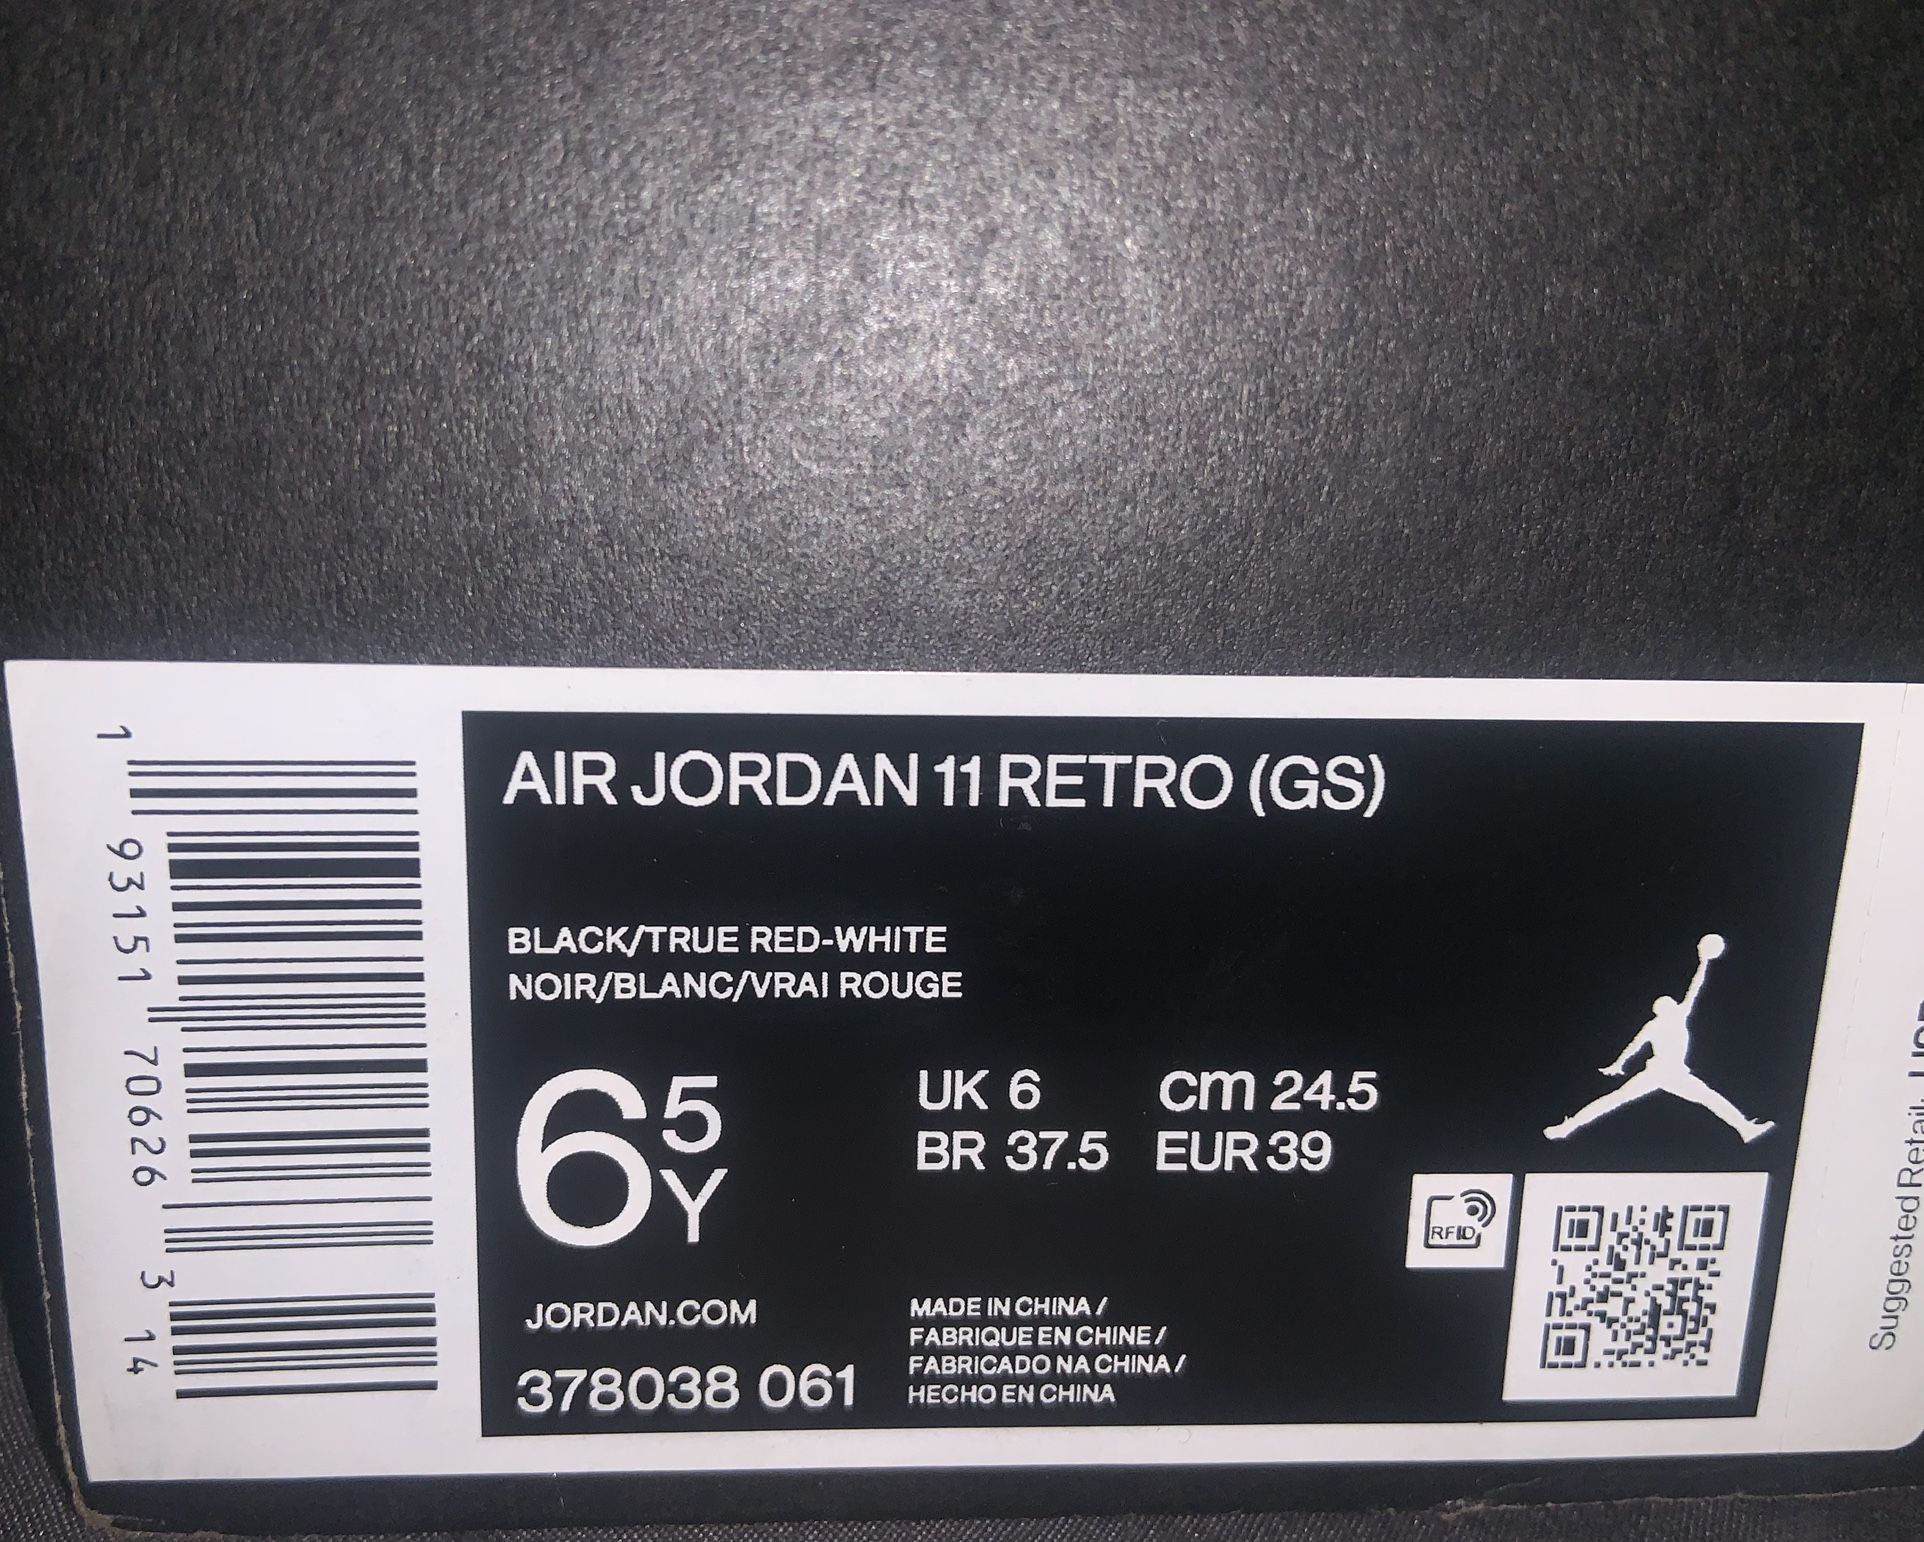 AIR JORDAN 11 RETRO (GS)
BLACK/TRUE RED-WHITE
NOIR/BLANC/VRAI ROUGE
6 5 Y
UK 6 cm 24.5
BR 37.5 EUR 39
RFID
JORDAN.COM
378038 061
MADE IN CHINA /
FABRIQUE EN CHINE /
FABRICADO NA CHINA /
HECHO EN CHINA
1 93151 70626 3 14
Suggested Retail: